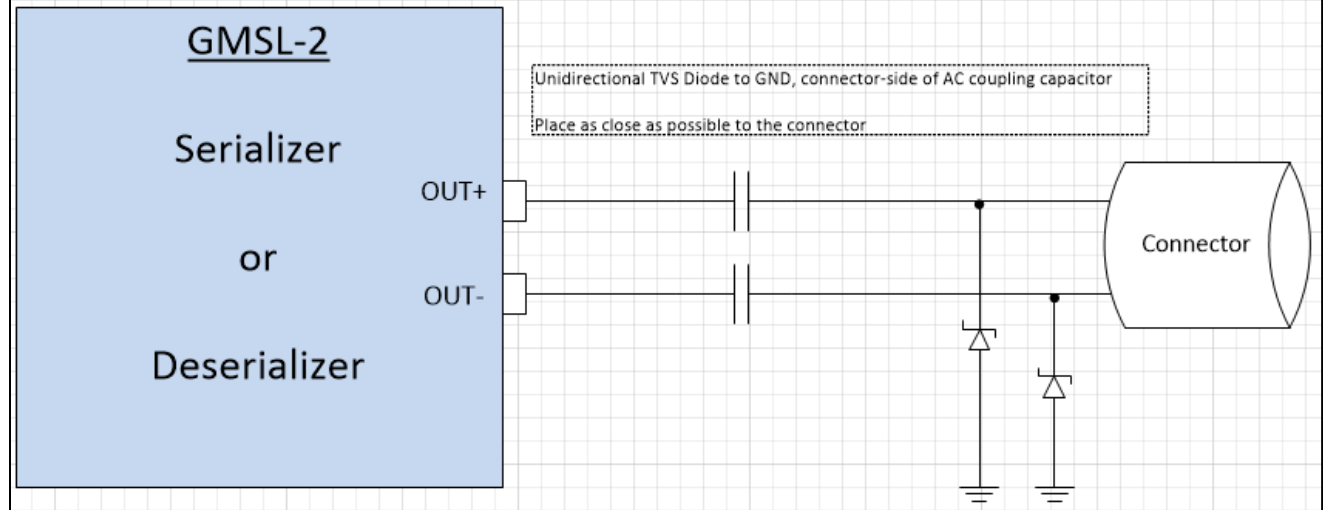 GMSL-2
Serializer
or
Deserializer
OUT+
OUT-
Unidirectional TVS Diode to GND, connector-side of AC coupling capacitor
Place as close as possible to the connector
Connector